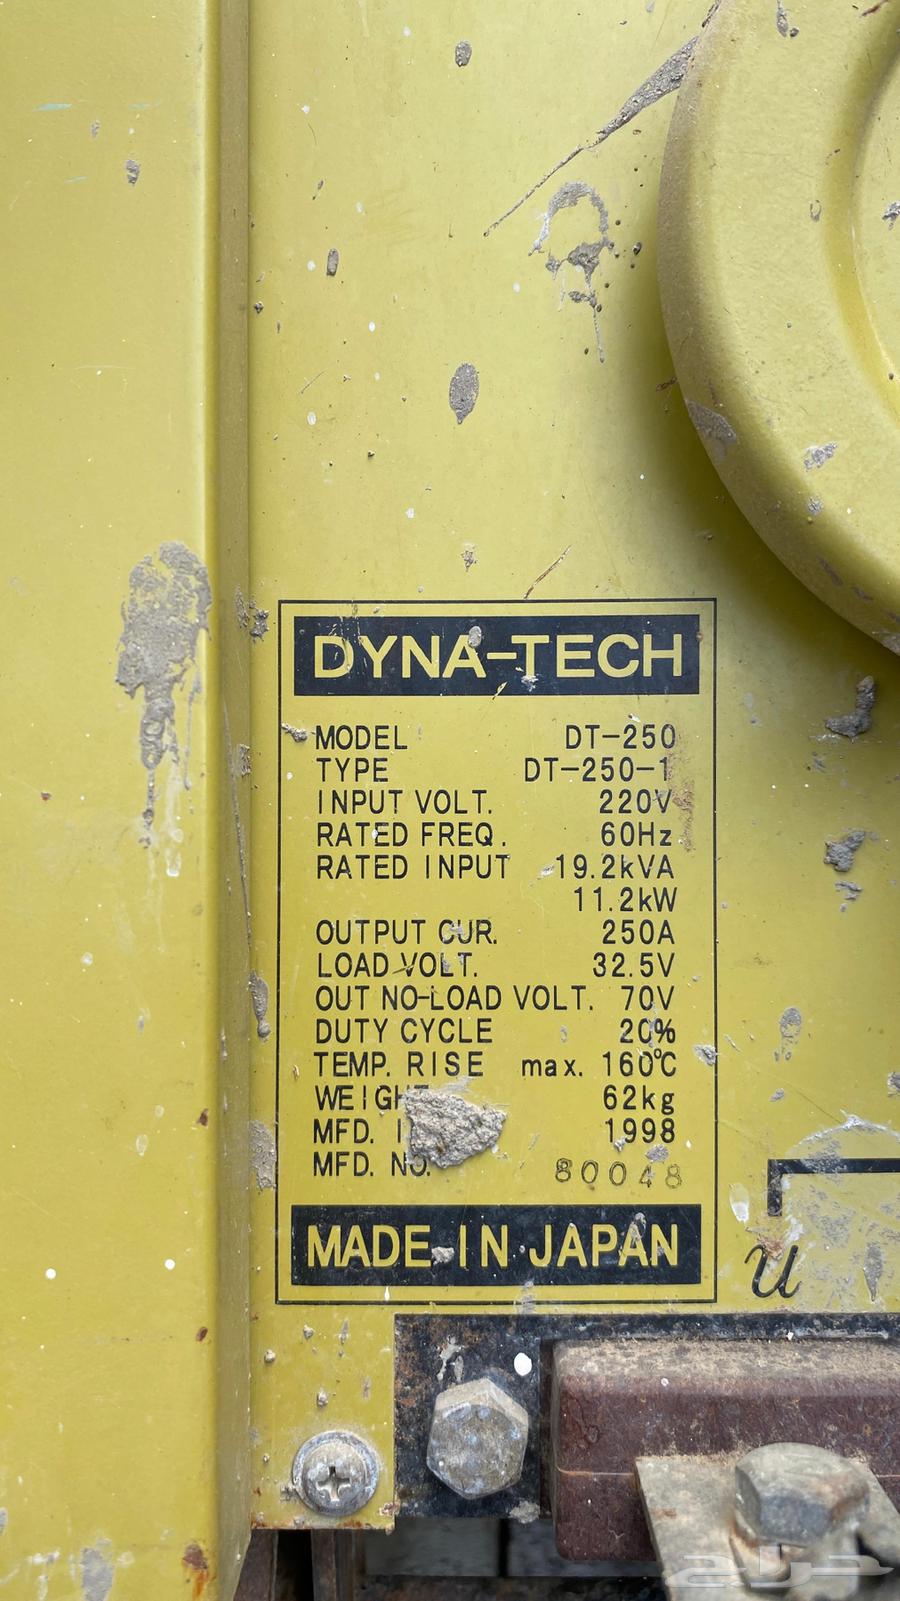 DYNA-TECH
MODEL DT-250
TYPE DT-250-1
INPUT VOLT. 220V
RATED FREQ. 60Hz
RATED INPUT 19.2kVA
11.2kW
OUTPUT CUR. 250A
LOAD VOLT. 32.5V
OUT NO-LOAD VOLT. 70V
DUTY CYCLE 20%
TEMP. RISE max. 160°C
WEIGHT 62kg
MFD. 1998
MFD. NO. 80048
MADE IN JAPAN
u
حراج